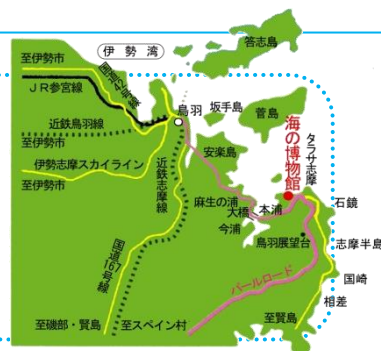 答志島
伊勢湾
至伊勢市
国道42号線
JR参宮線
鳥羽
坂手島
菅島
近鉄鳥羽線
至伊勢市
安楽島
海の博物館
タラサ志摩
伊勢志摩スカイライン
至伊勢市
近鉄志摩線
麻生の浦
大橋
本浦
石鏡
今浦
鳥羽展望台
志摩半島
国道167号線
パールロード
国崎
相差
至磯部・賢島
至スペイン村
至賢島